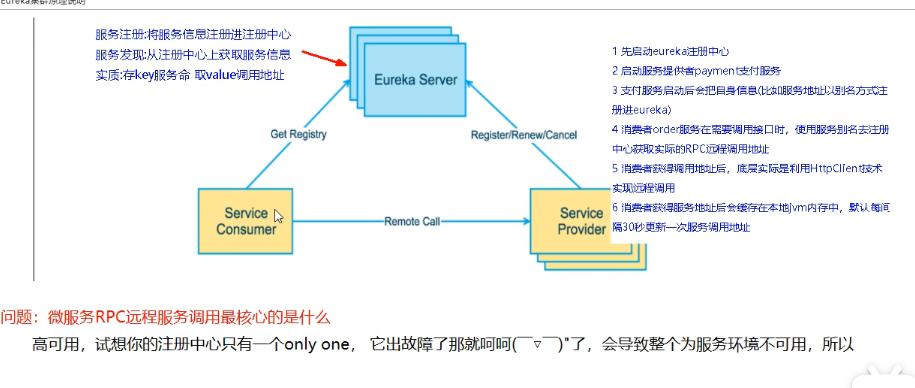 Eureka集群原理说明
服务注册:将服务信息注册进注册中心
服务发现:从注册中心上获取服务信息
实质:存key服务命 取value调用地址
Eureka Server
Get Registry
Register/Renew/Cancel
Service
Consumer
Remote Call
Service
Provider
1 先启动eureka注册中心
2 启动服务提供者payment支付服务
3 支付服务启动后会把自身信息(比如服务地址以别名方式注
册进eureka)
4 消费者order服务在需要调用接口时，使用服务别名去注册
中心获取实际的RPC远程调用地址
5 消费者获得调用地址后，底层实际是利用HttpClient技术
实现远程调用
6 消费者获得服务地址后会缓存在本地jvm内存中，默认每间
隔30秒更新一次服务调用地址
问题：微服务RPC远程服务调用最核心的是什么
高可用，试想你的注册中心只有一个only one， 它出故障了那就呵呵(￣▽￣)"了，会导致整个为服务环境不可用，所以